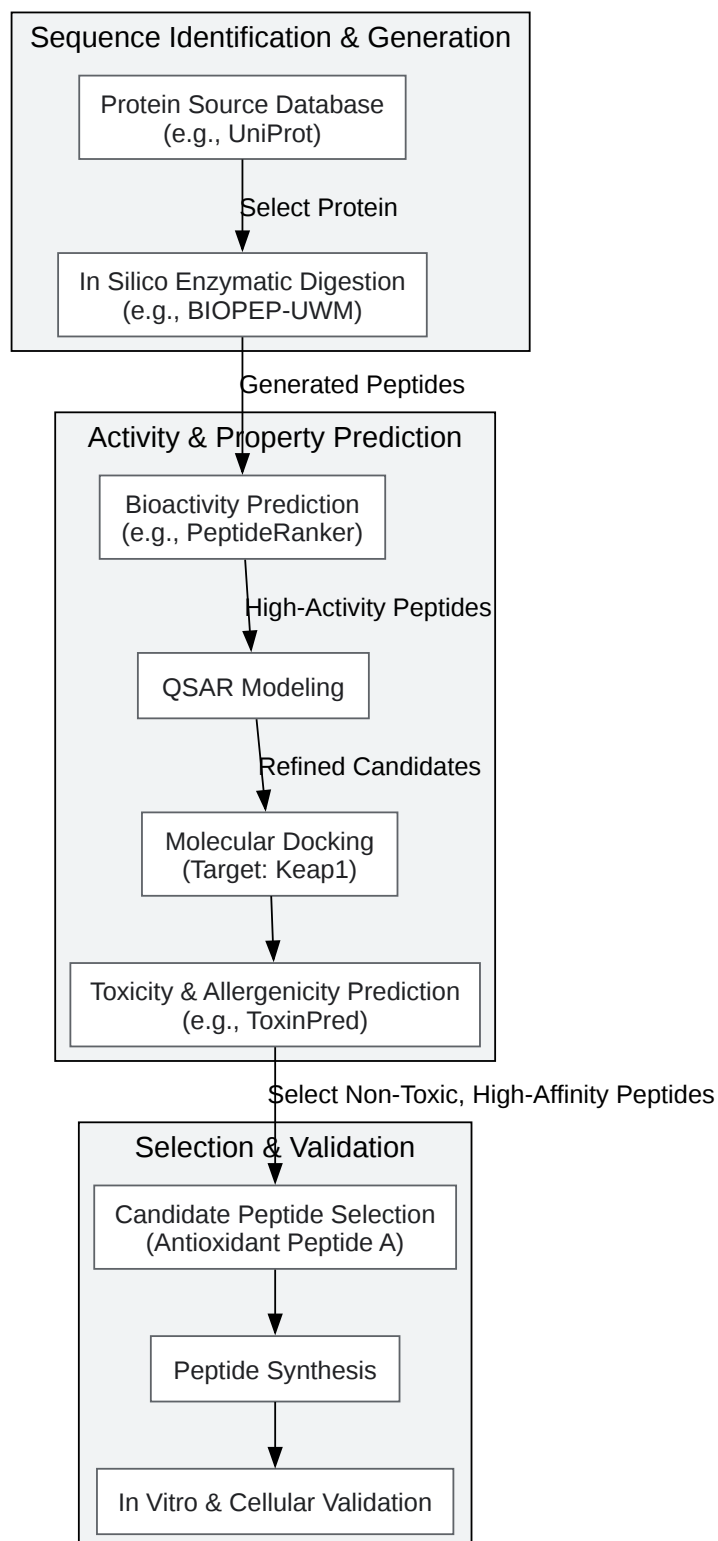 Sequence Identification & Generation
Protein Source Database
(e.g., UniProt)
Select Protein
In Silico Enzymatic Digestion
(e.g., BIOPEP-UWM)
Generated Peptides
Activity & Property Prediction
Bioactivity Prediction
(e.g., PeptideRanker)
High-Activity Peptides
QSAR Modeling
Refined Candidates
Molecular Docking
(Target: Keap1)
Toxicity & Allergenicity Prediction
(e.g., ToxinPred)
Select Non-Toxic, High-Affinity Peptides
Selection & Validation
Candidate Peptide Selection
(Antioxidant Peptide A)
Peptide Synthesis
In Vitro & Cellular Validation